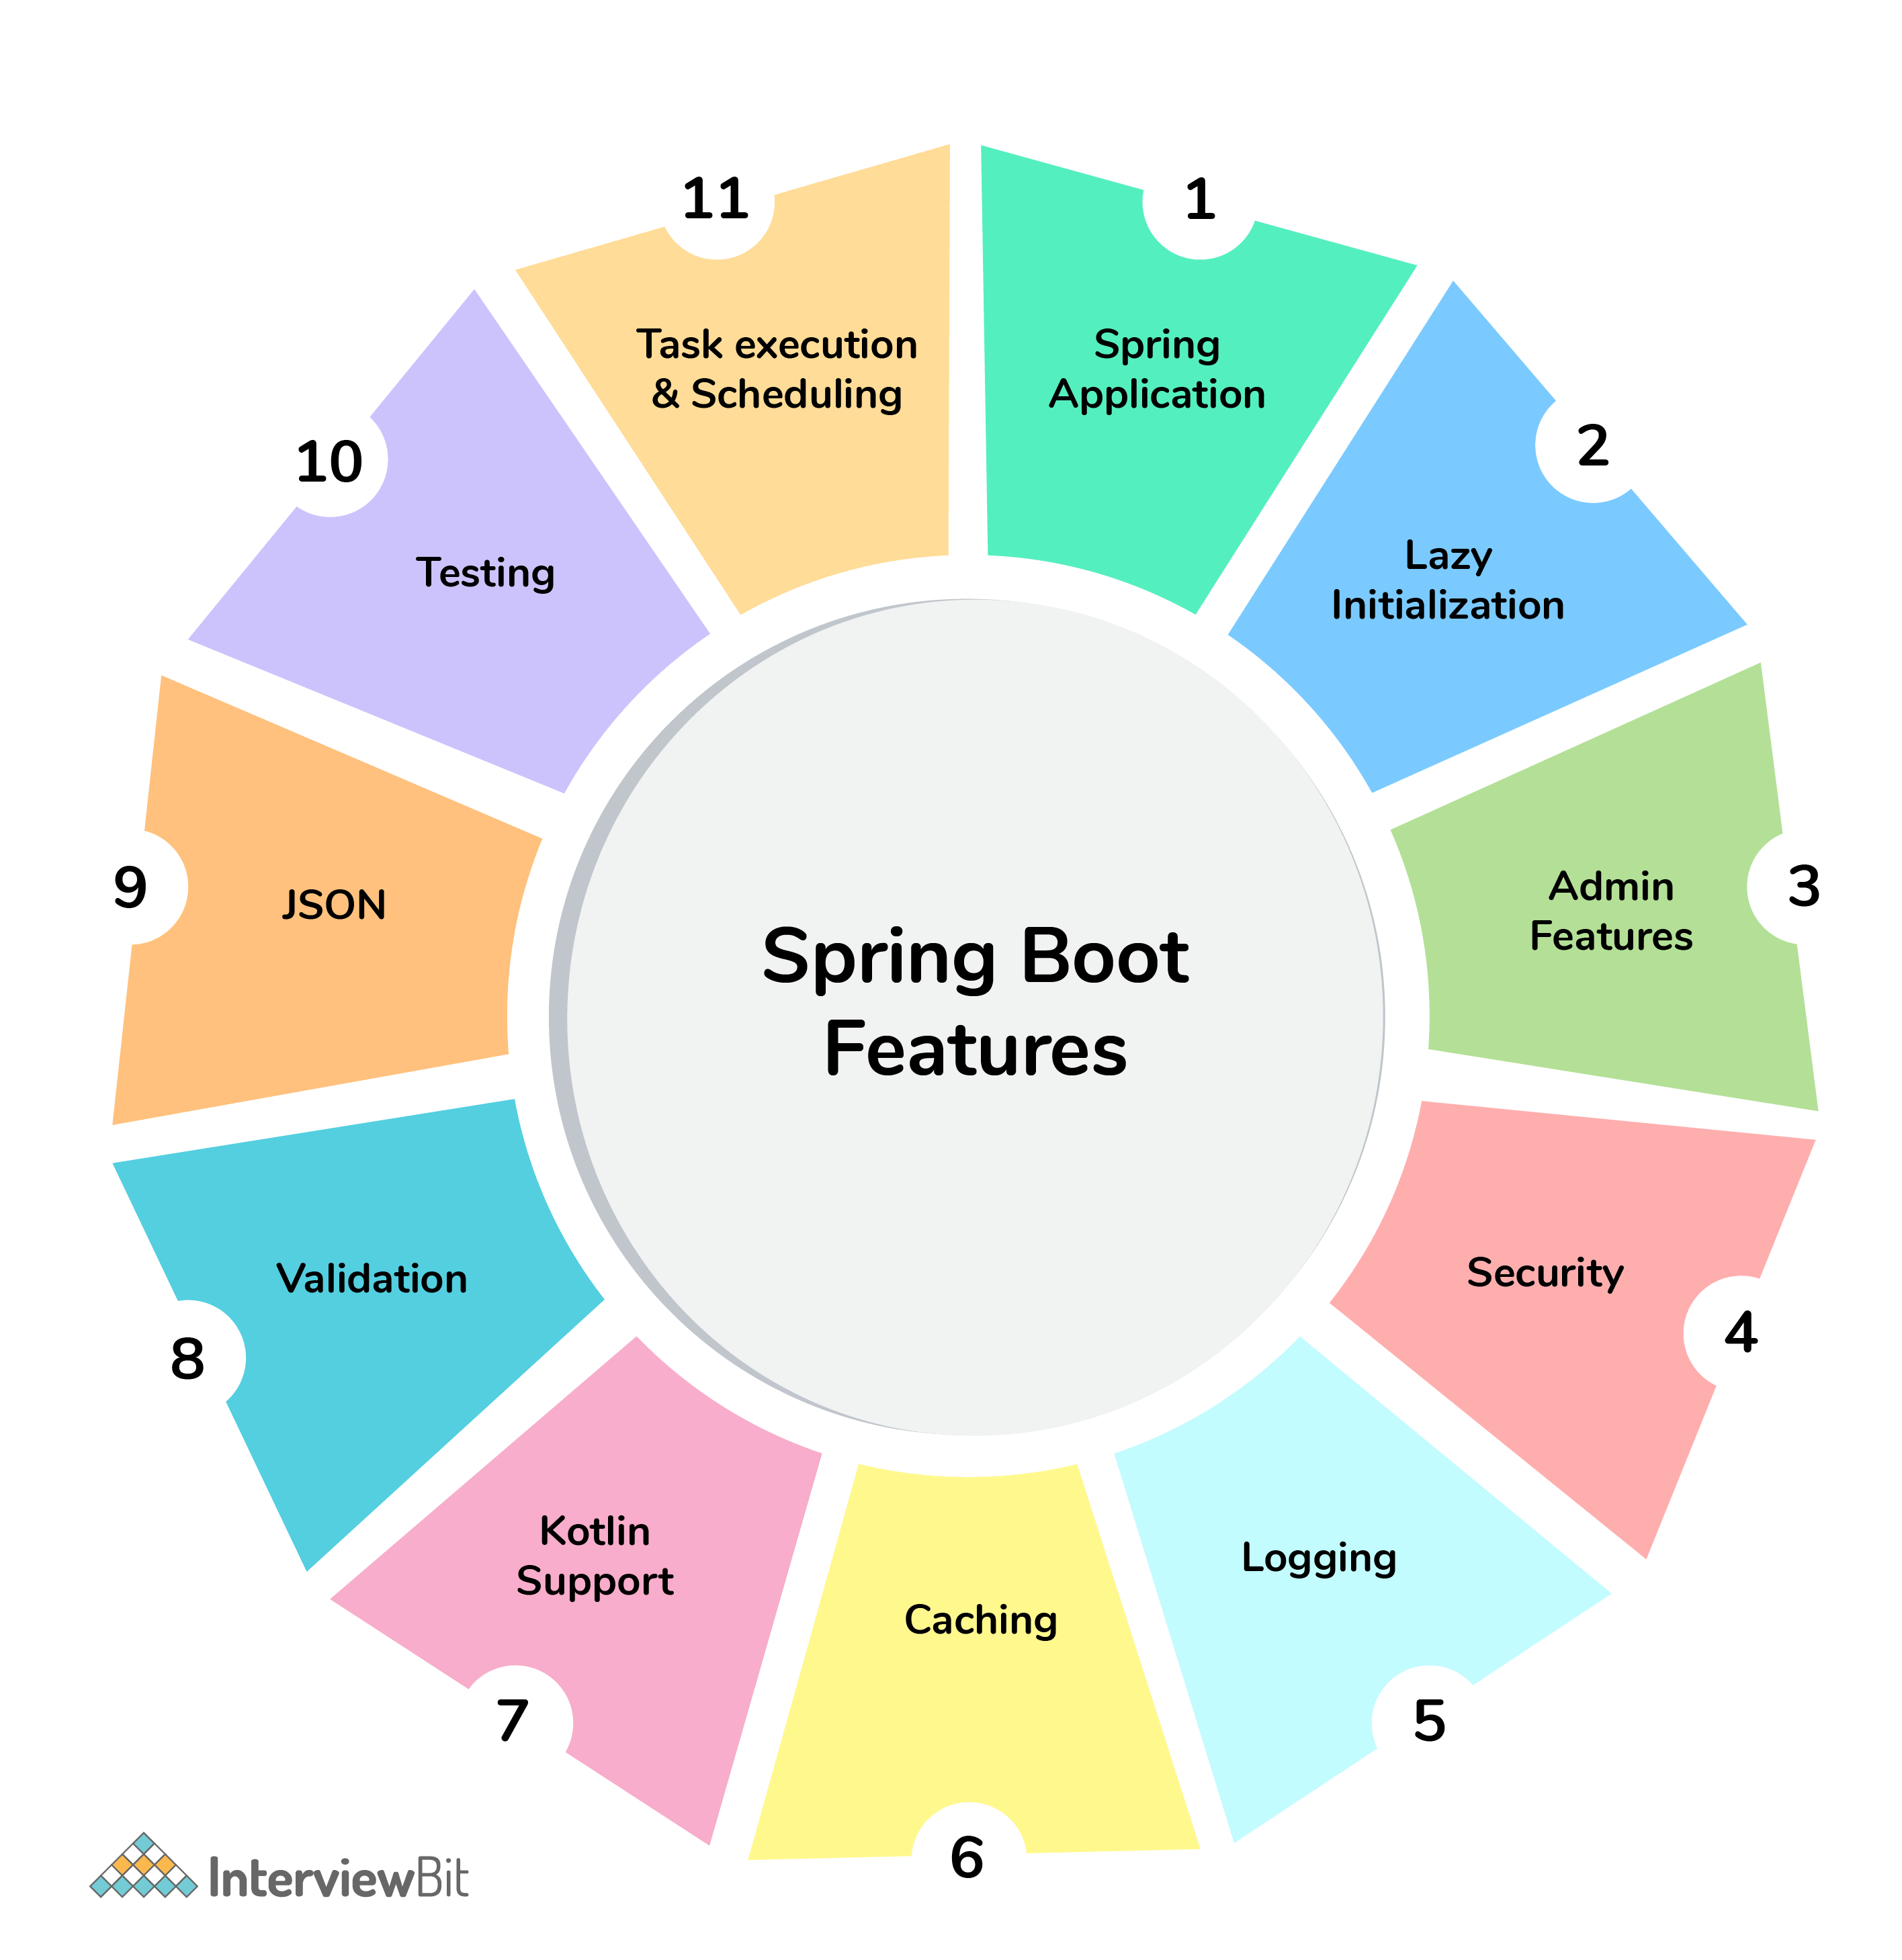 Spring Boot
Features
1
Spring
Application
2
Lazy
Initialization
3
Admin
Features
4
Security
5
Logging
6
Caching
7
Kotlin
Support
8
Validation
9
JSON
10
Testing
11
Task execution
& Scheduling
InterviewBit